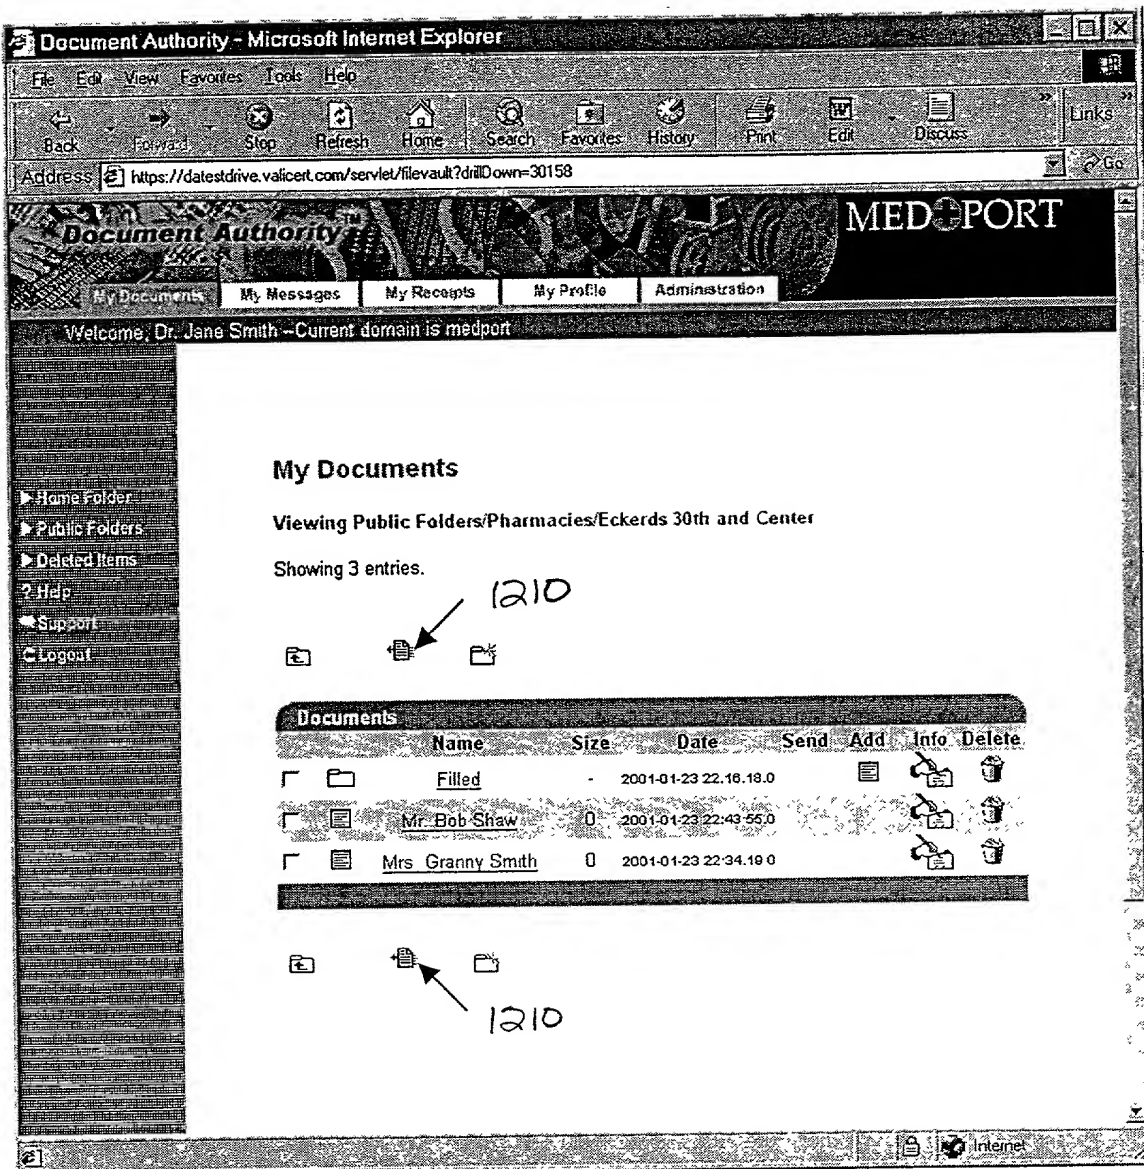 Document Authority - Microsoft Internet Explorer
File Edit View Favorites Tools Help
Back Forward Stop Refresh Home Search Favorites History Print Edit Discuss Links
Address https://datestdrive.valicert.com/servlet/filevault?drillDown=30158 Go
Document Authority™ MEDPORT
My Documents My Messages My Receipts My Profile Administration
Welcome, Dr. Jane Smith --Current domain is medport
My Documents
Home Folder
Public Folders
Deleted Items
? Help
Support
Logout
Viewing Public Folders/Pharmacies/Eckerds 30th and Center
Showing 3 entries.
1210
Documents
Name Size Date Send Add Info Delete
Filled - 2001-01-23 22.16.18.0
Mr. Bob Shaw 0 2001-01-23 22:43 55.0
Mrs Granny Smith 0 2001-01-23 22:34.19 0
1210
Internet